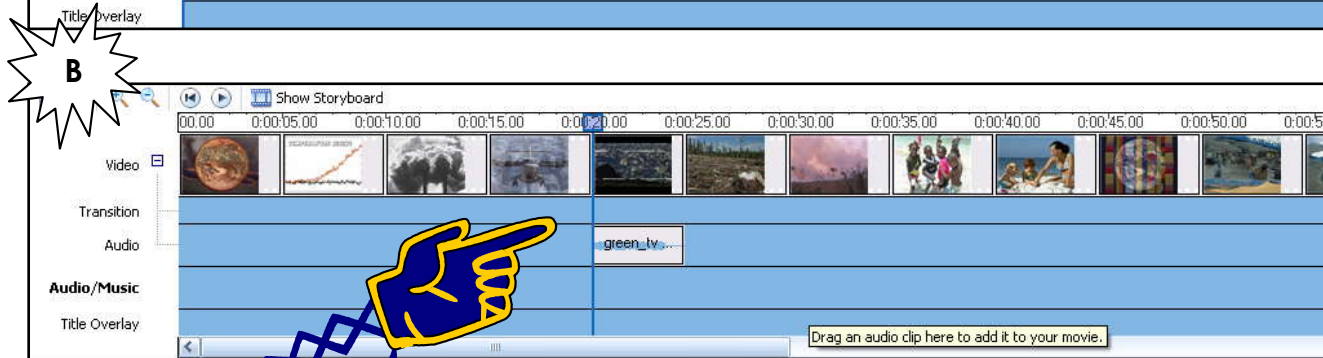 Title Overlay
B
Show Storyboard
00.00 0:00:05.00 0:00:10.00 0:00:15.00 0:00:20.00 0:00:25.00 0:00:30.00 0:00:35.00 0:00:40.00 0:00:45.00 0:00:50.00 0:00:5
Video
Transition
Audio
green_tv ...
Audio/Music
Title Overlay
Drag an audio clip here to add it to your movie.